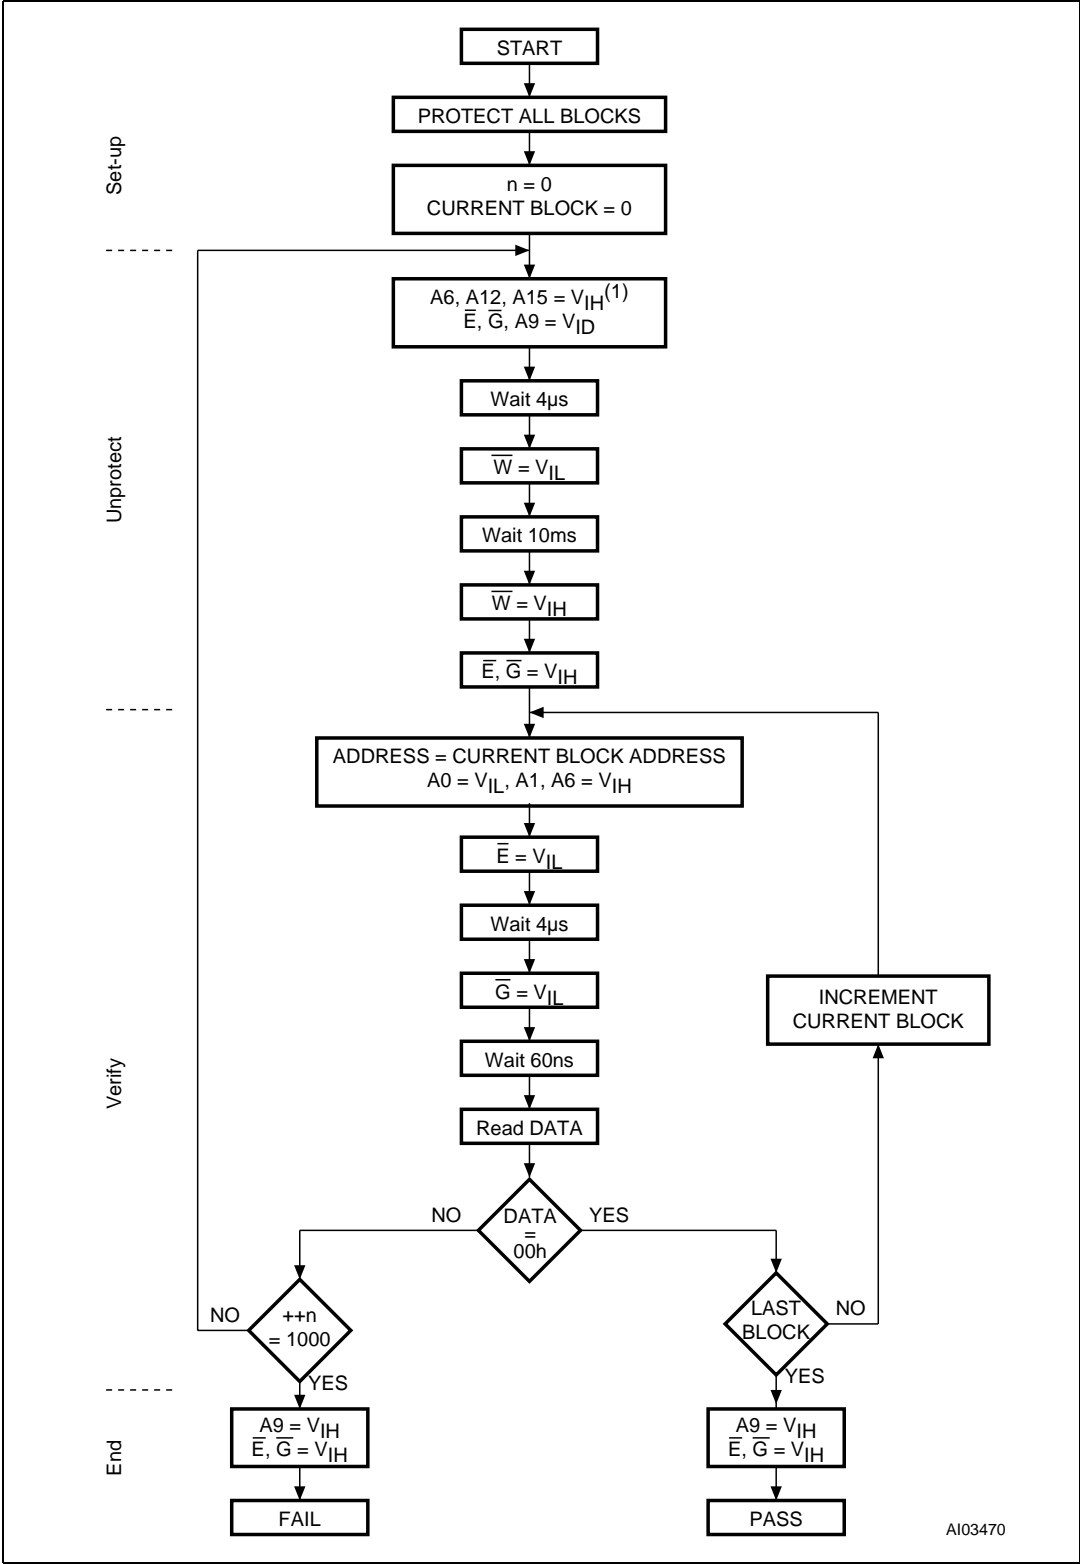 START
PROTECT ALL BLOCKS
Set-up
n = 0
CURRENT BLOCK = 0
A6, A12, A15 = VIH(1)
E̅, G̅, A9 = VID
Wait 4µs
Unprotect
W̅ = VIL
Wait 10ms
W̅ = VIH
E̅, G̅ = VIH
ADDRESS = CURRENT BLOCK ADDRESS
A0 = VIL, A1, A6 = VIH
E̅ = VIL
Wait 4µs
G̅ = VIL
INCREMENT
CURRENT BLOCK
Wait 60ns
Verify
Read DATA
NO
DATA
=
00h
YES
NO
++n
= 1000
YES
LAST
BLOCK
NO
YES
End
A9 = VIH
E̅, G̅ = VIH
A9 = VIH
E̅, G̅ = VIH
FAIL
PASS
AI03470